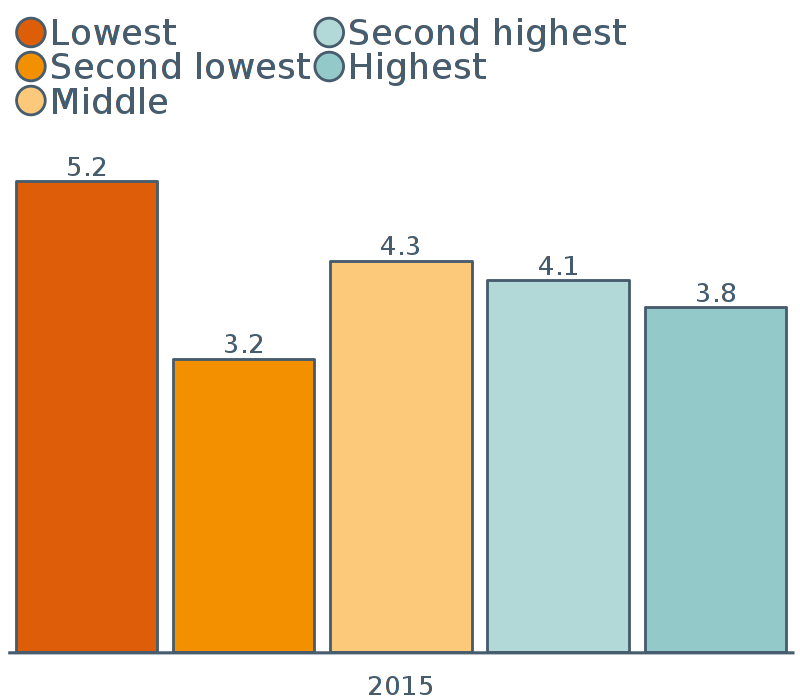 Lowest
Second lowest
Middle
Second highest
Highest
5.2
3.2
4.3
4.1
3.8
2015